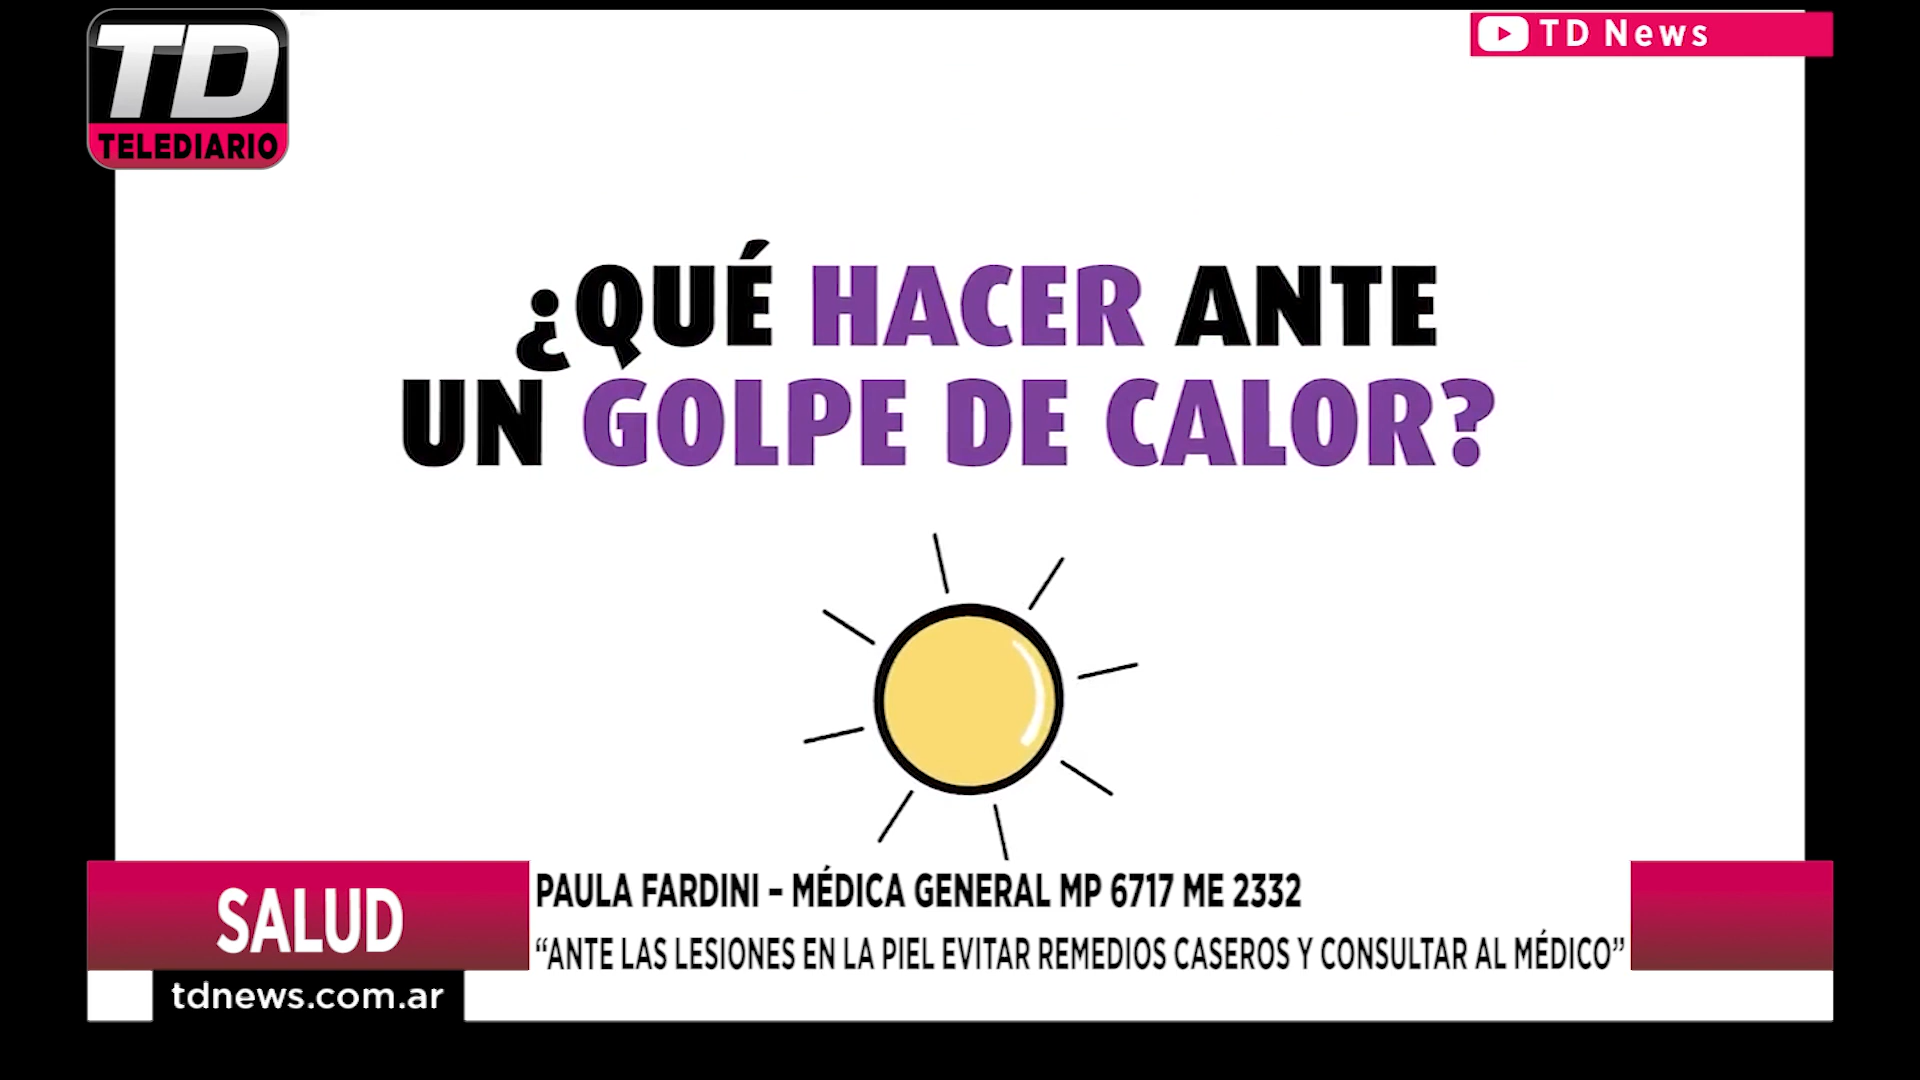 TD
TELEDIARIO
TD News
¿QUÉ HACER ANTE
UN GOLPE DE CALOR?
SALUD
PAULA FARDINI – MÉDICA GENERAL MP 6717 ME 2332
“ANTE LAS LESIONES EN LA PIEL EVITAR REMEDIOS CASEROS Y CONSULTAR AL MÉDICO”
tdnews.com.ar